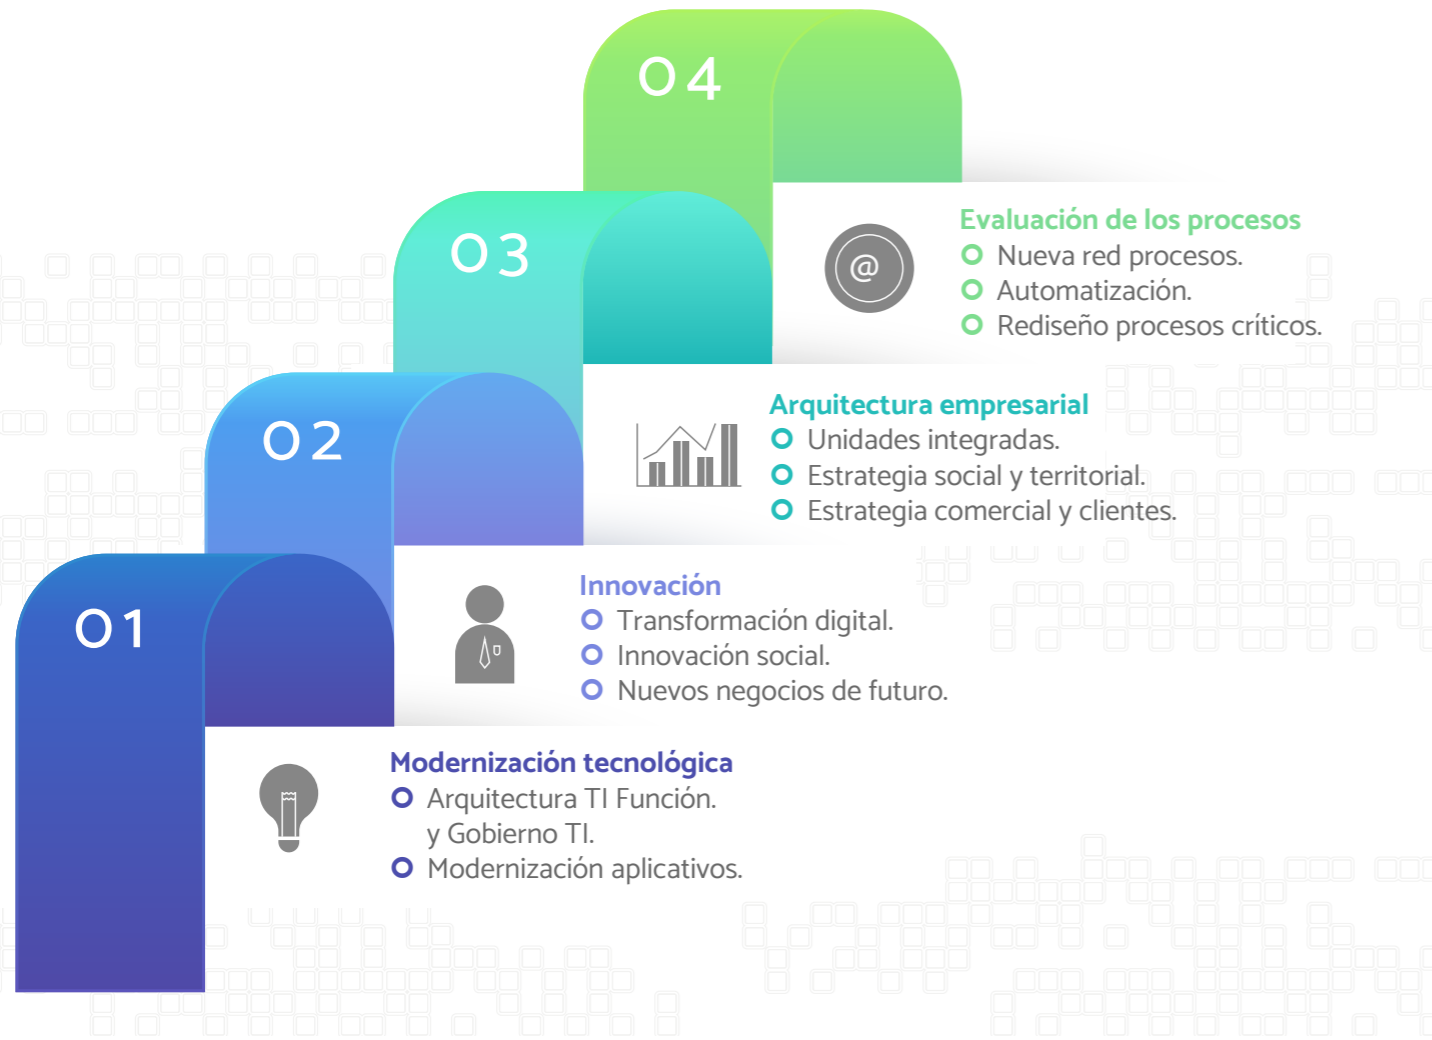 04
Evaluación de los procesos
Nueva red procesos.
@
Automatización.
Rediseño procesos críticos.
03
Arquitectura empresarial
Unidades integradas.
Estrategia social y territorial.
Estrategia comercial y clientes.
02
Innovación
Transformación digital.
Innovación social.
Nuevos negocios de futuro.
01
Modernización tecnológica
Arquitectura TI Función.
y Gobierno TI.
Modernización aplicativos.